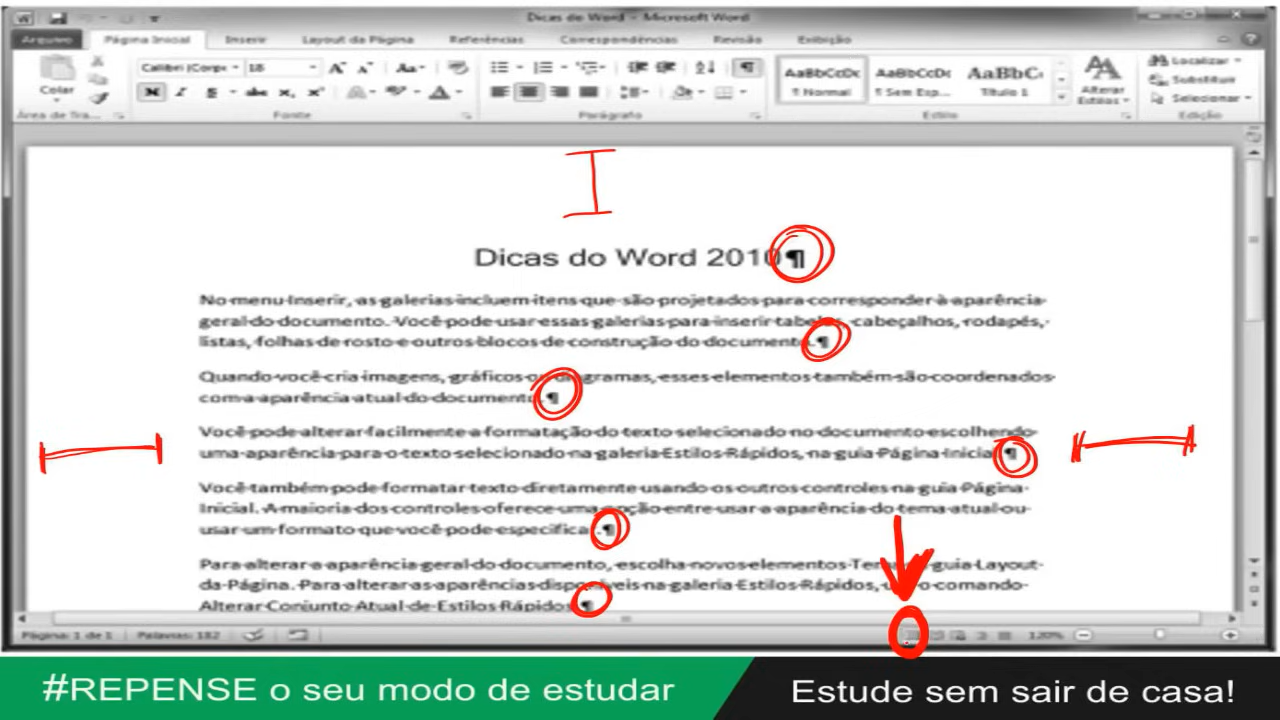 Dicas do Word - Microsoft Word
Arquivo Página Inicial Inserir Layout da Página Referências Correspondências Revisão Exibição
Calibri (Corpo 18 Aa Localizar
AaBbCcDc AaBbCcDc AaBbC Substituir
Colar N I S abc x, x² A ¶ Normal ¶ Sem Esp... Título 1 Alterar Estilos Selecionar
Área de Tra... Fonte Parágrafo Estilo Edição
Dicas do Word 2010¶
No menu Inserir, as galerias incluem itens que são projetados para corresponder à aparência
geral do documento. Você pode usar essas galerias para inserir tabelas, cabeçalhos, rodapés,
listas, folhas de rosto e outros blocos de construção do documento.¶
Quando você cria imagens, gráficos ou diagramas, esses elementos também são coordenados
com a aparência atual do documento.¶
Você pode alterar facilmente a formatação do texto selecionado no documento escolhendo
uma aparência para o texto selecionado na galeria Estilos Rápidos, na guia Página Inicial¶
Você também pode formatar texto diretamente usando os outros controles na guia Página
Inicial. A maioria dos controles oferece uma opção entre usar a aparência do tema atual ou
usar um formato que você pode especificar.¶
Para alterar a aparência geral do documento, escolha novos elementos Tema guia Layout
da Página. Para alterar as aparências disponíveis na galeria Estilos Rápidos, use o comando
Alterar Conjunto Atual de Estilos Rápidos¶
Página: 1 de 1 Palavras: 182 120%
#REPENSE o seu modo de estudar
Estude sem sair de casa!